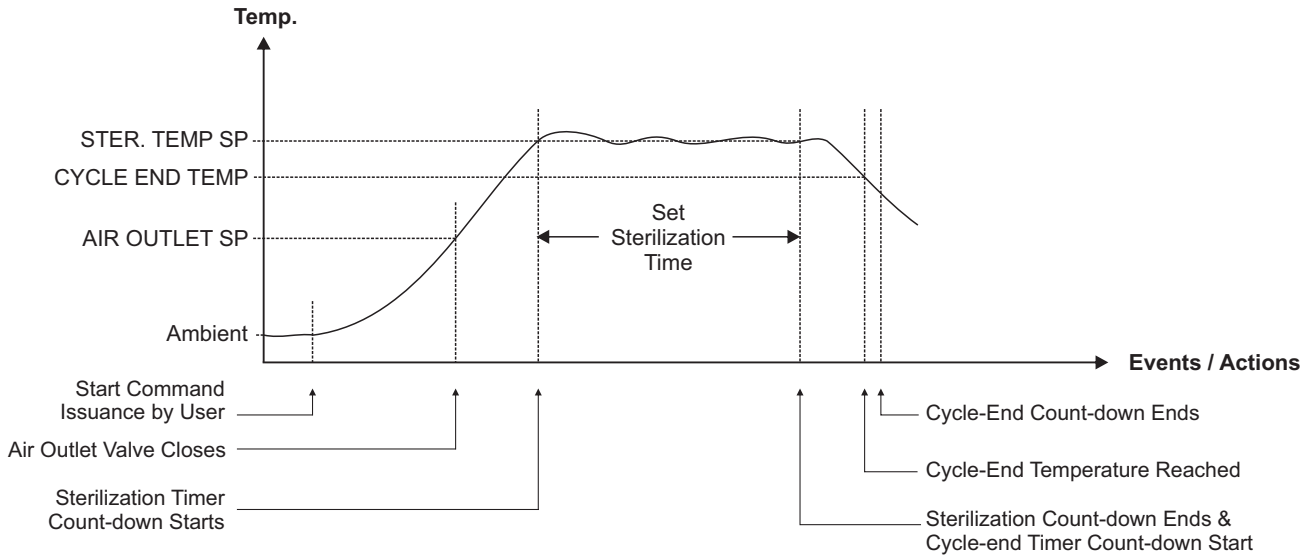 Temp.
STER. TEMP SP
CYCLE END TEMP
AIR OUTLET SP
Ambient
Set
Sterilization
Time
Events / Actions
Start Command
Issuance by User
Air Outlet Valve Closes
Sterilization Timer
Count-down Starts
Cycle-End Count-down Ends
Cycle-End Temperature Reached
Sterilization Count-down Ends &
Cycle-end Timer Count-down Start